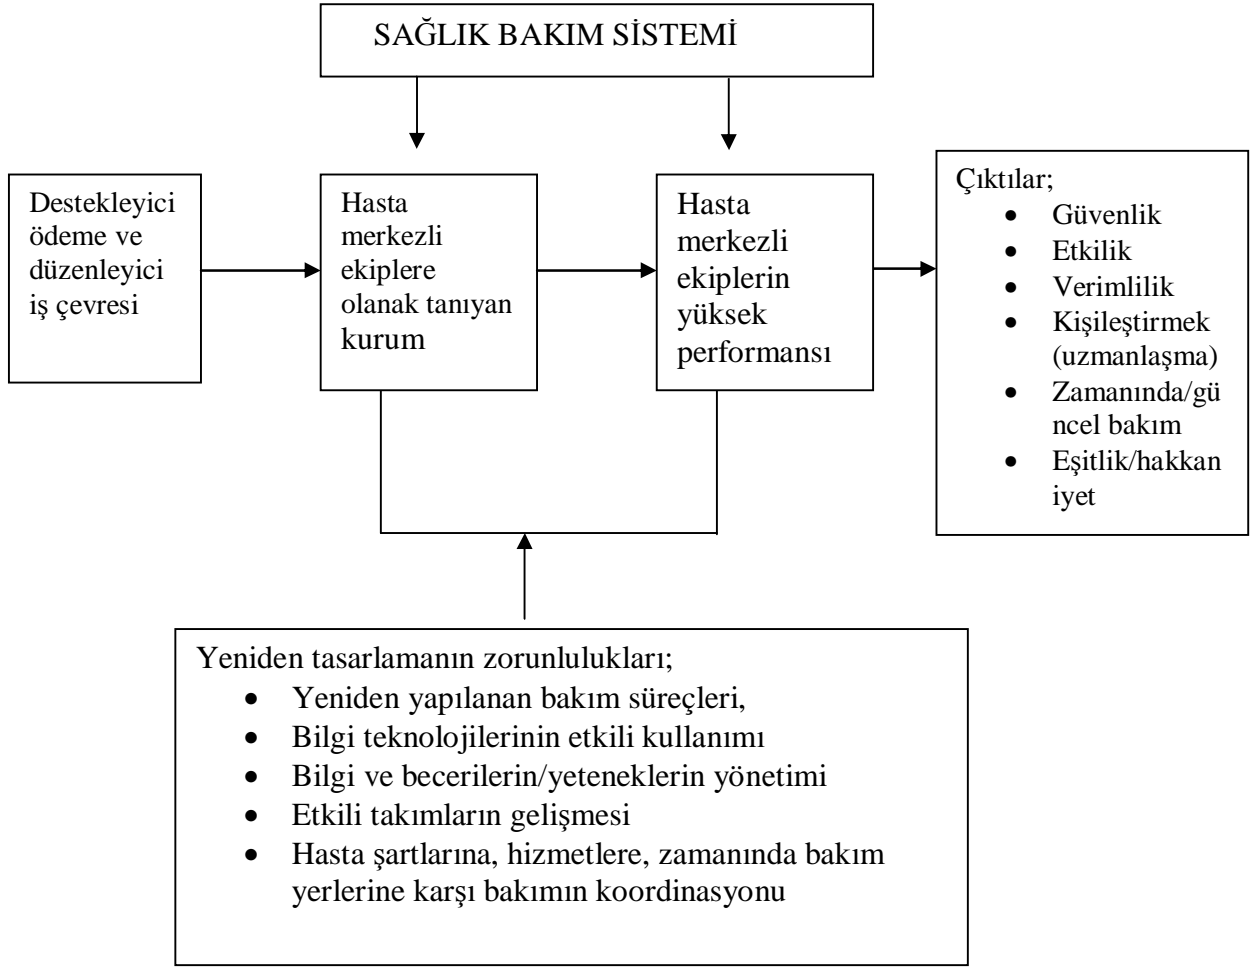 SAĞLIK BAKIM SİSTEMİ
Destekleyici
ödeme ve
düzenleyici
iş çevresi
Hasta
merkezli
ekiplere
olanak tanıyan
kurum
Hasta
merkezli
ekiplerin
yüksek
performansı
Çıktılar;
• Güvenlik
• Etkilik
• Verimlilik
• Kişileştirmek
(uzmanlaşma)
• Zamanında/gü
ncel bakım
• Eşitlik/hakkan
iyet
Yeniden tasarlamanın zorunlulukları;
• Yeniden yapılanan bakım süreçleri,
• Bilgi teknolojilerinin etkili kullanımı
• Bilgi ve becerilerin/yeteneklerin yönetimi
• Etkili takımların gelişmesi
• Hasta şartlarına, hizmetlere, zamanında bakım
yerlerine karşı bakımın koordinasyonu